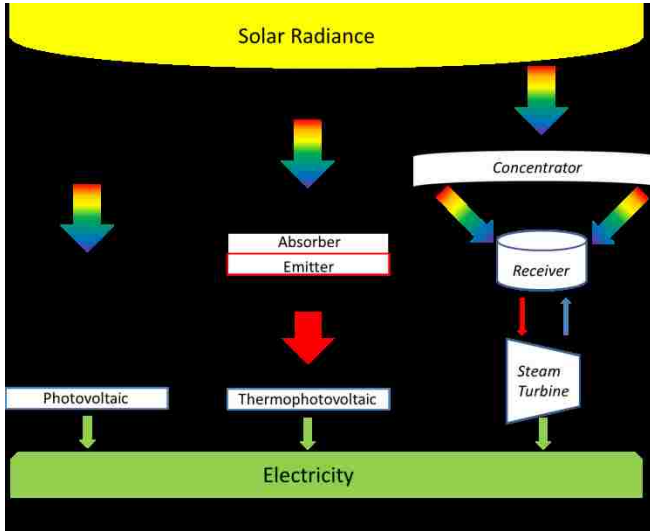 Solar Radiance
Concentrator
Absorber
Emitter
Receiver
Steam
Turbine
Photovoltaic
Thermophotovoltaic
Electricity